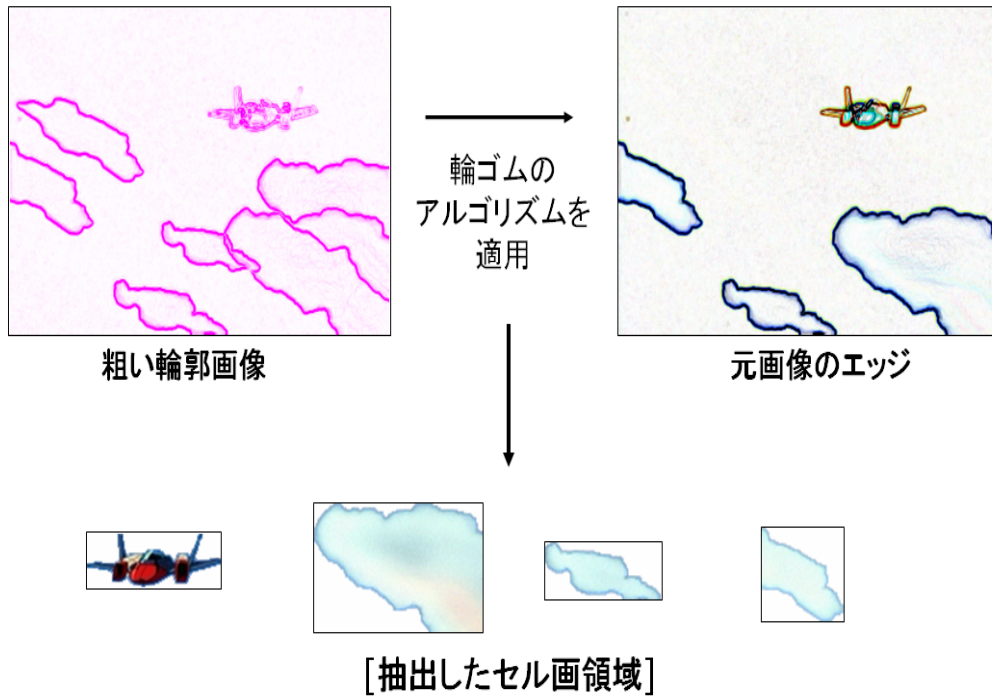 輪ゴムの
アルゴリズムを
適用
粗い輪郭画像
元画像のエッジ
[抽出したセル画領域]